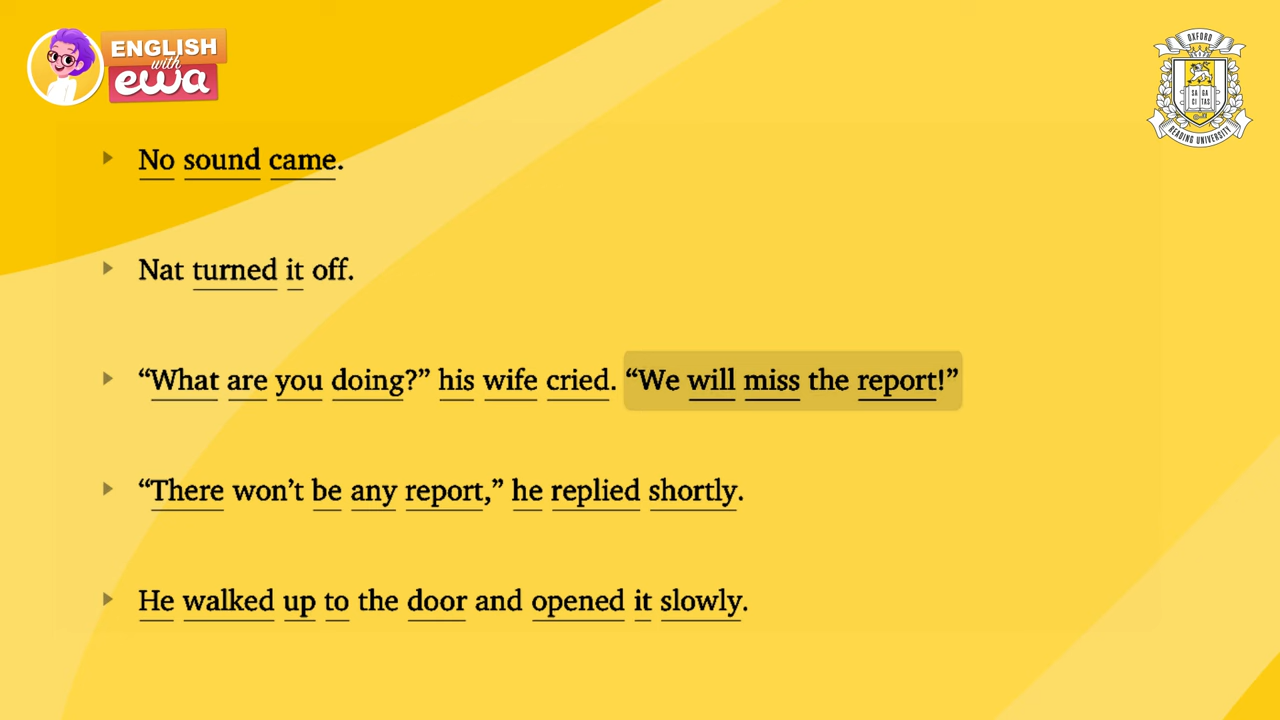 ENGLISH
with
ewa
OXFORD
SA GA
CI TAS
READING UNIVERSITY
No sound came.
Nat turned it off.
“What are you doing?” his wife cried. “We will miss the report!”
“There won’t be any report,” he replied shortly.
He walked up to the door and opened it slowly.